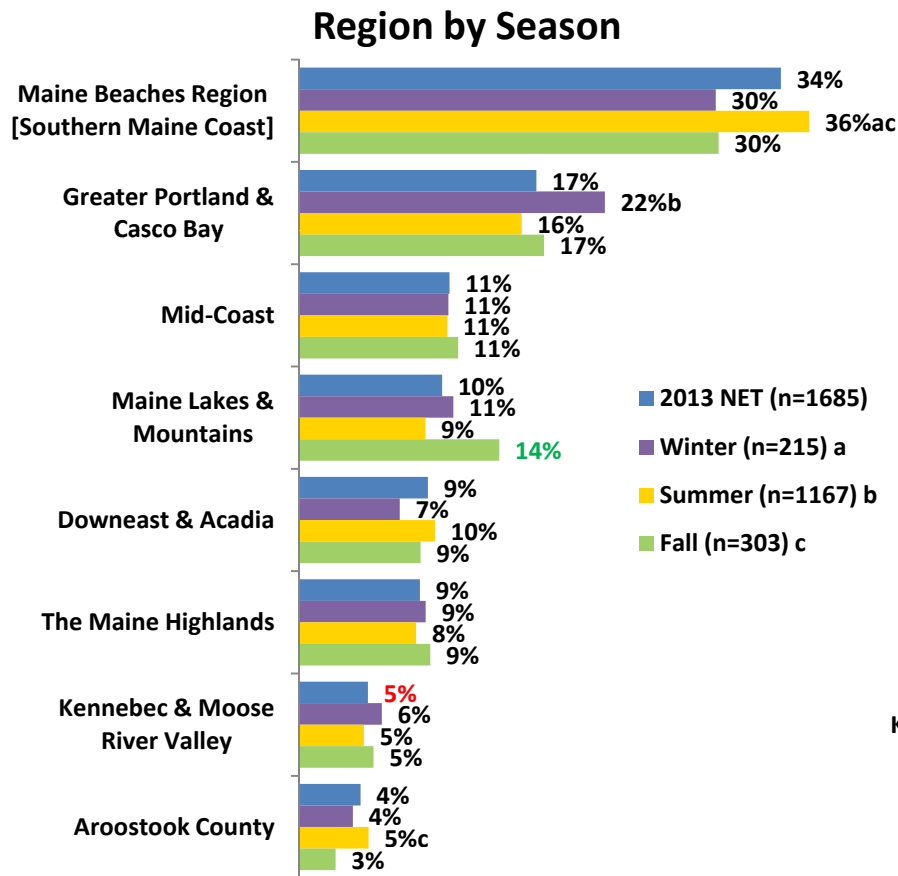 Region by Season
Maine Beaches Region
[Southern Maine Coast]
34%
30%
36%ac
30%
Greater Portland &
Casco Bay
17%
22%b
16%
17%
Mid-Coast
11%
11%
11%
11%
Maine Lakes &
Mountains
10%
11%
9%
14%
Downeast & Acadia
9%
7%
10%
9%
The Maine Highlands
9%
9%
8%
9%
Kennebec & Moose
River Valley
5%
6%
5%
5%
Aroostook County
4%
4%
5%c
3%
2013 NET (n=1685)
Winter (n=215) a
Summer (n=1167) b
Fall (n=303) c
K